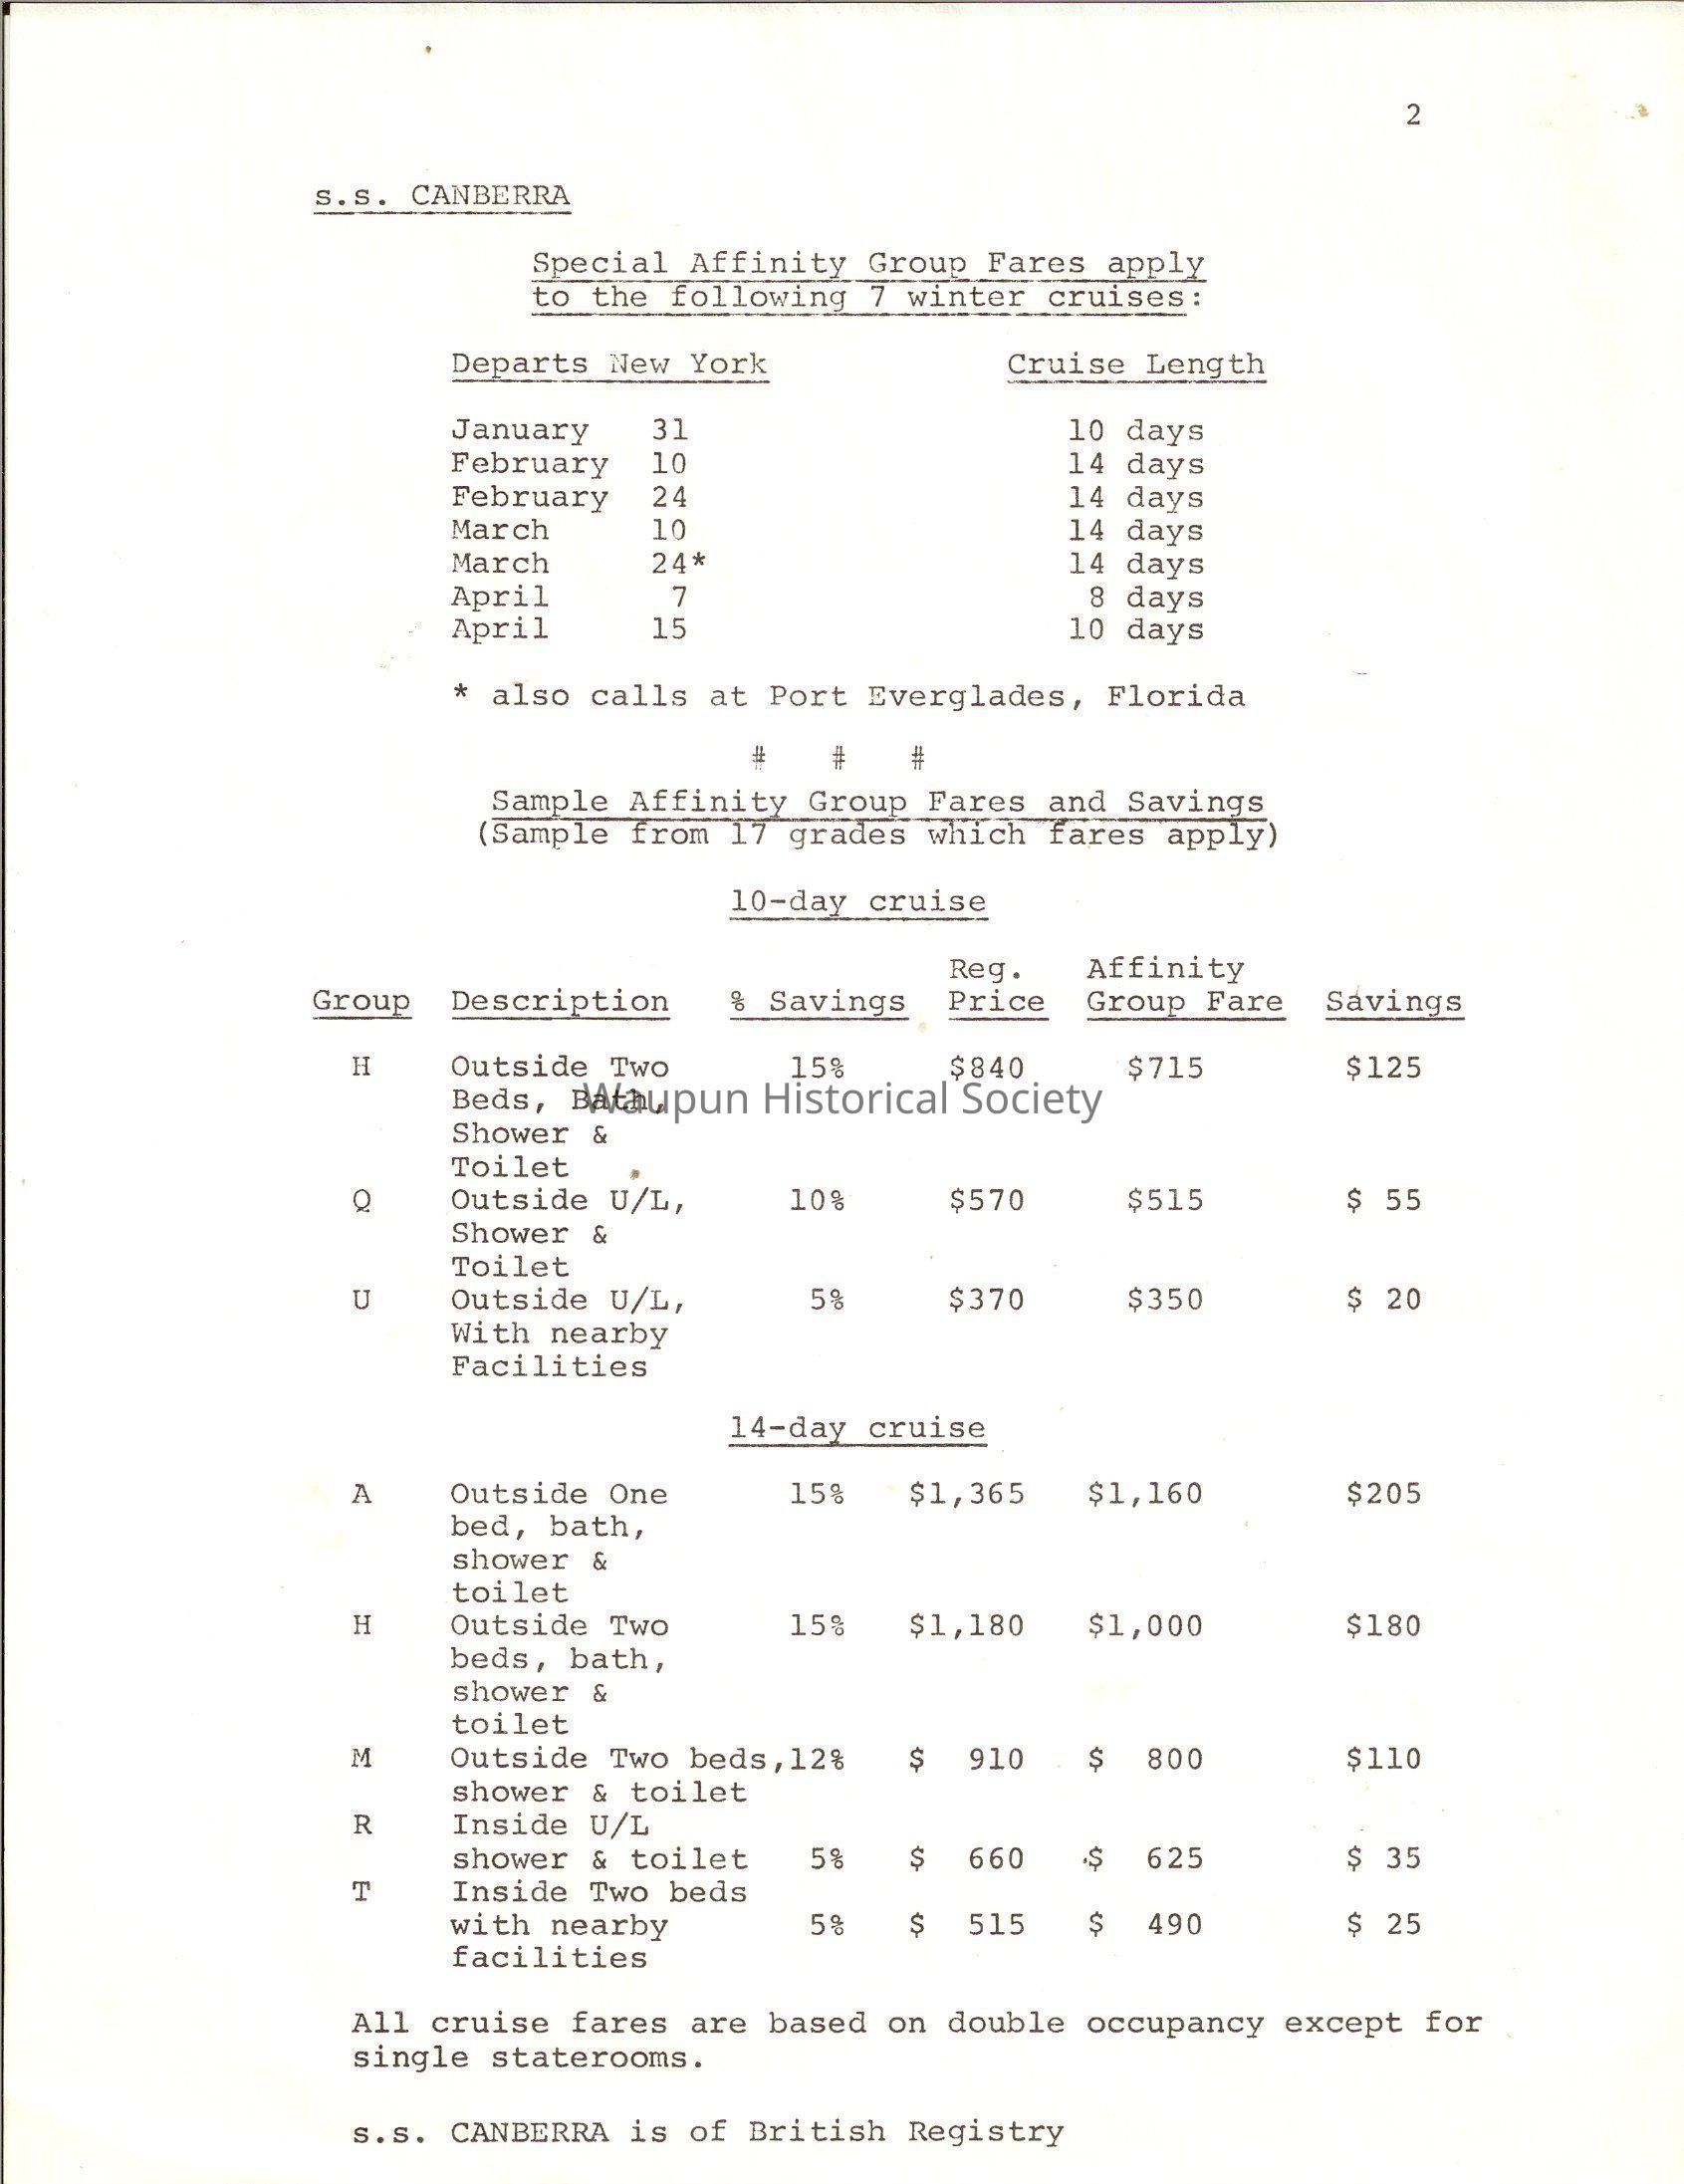 2
s.s. CANBERRA
Special Affinity Group Fares apply
to the following 7 winter cruises:
Departs New York Cruise Length
January 31 10 days
February 10 14 days
February 24 14 days
March 10 14 days
March 24* 14 days
April 7 8 days
April 15 10 days
* also calls at Port Everglades, Florida
# # #
Sample Affinity Group Fares and Savings
(Sample from 17 grades which fares apply)
10-day cruise
Reg. Affinity
Group Description % Savings Price Group Fare Savings
H Outside Two 15% $840 $715 $125
Beds, Bath,
Waupun Historical Society
Shower &
Toilet
Q Outside U/L, 10% $570 $515 $ 55
Shower &
Toilet
U Outside U/L, 5% $370 $350 $ 20
With nearby
Facilities
14-day cruise
A Outside One 15% $1,365 $1,160 $205
bed, bath,
shower &
toilet
H Outside Two 15% $1,180 $1,000 $180
beds, bath,
shower &
toilet
M Outside Two beds,12% $ 910 $ 800 $110
shower & toilet
R Inside U/L
shower & toilet 5% $ 660 $ 625 $ 35
T Inside Two beds
with nearby 5% $ 515 $ 490 $ 25
facilities
All cruise fares are based on double occupancy except for
single staterooms.
s.s. CANBERRA is of British Registry